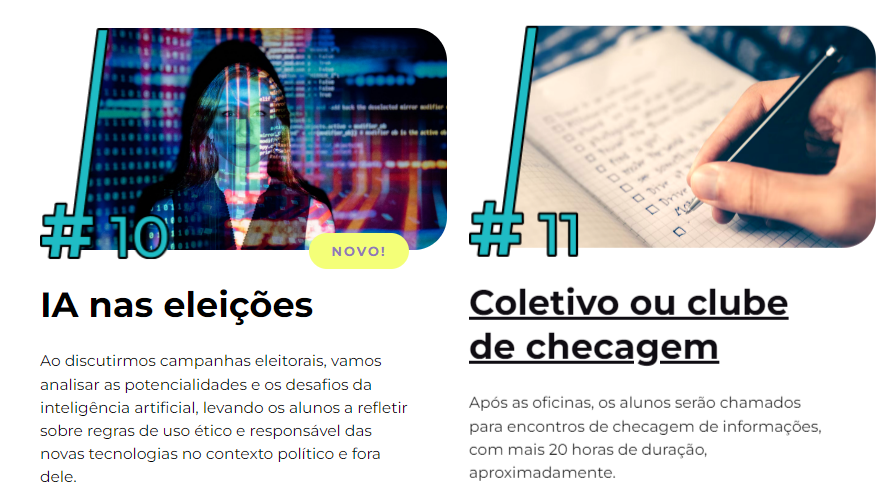 # 10
NOVO!
IA nas eleições
Ao discutirmos campanhas eleitorais, vamos
analisar as potencialidades e os desafios da
inteligência artificial, levando os alunos a refletir
sobre regras de uso ético e responsável das
novas tecnologias no contexto político e fora
dele.
# 11
Coletivo ou clube
de checagem
Após as oficinas, os alunos serão chamados
para encontros de checagem de informações,
com mais 20 horas de duração,
aproximadamente.